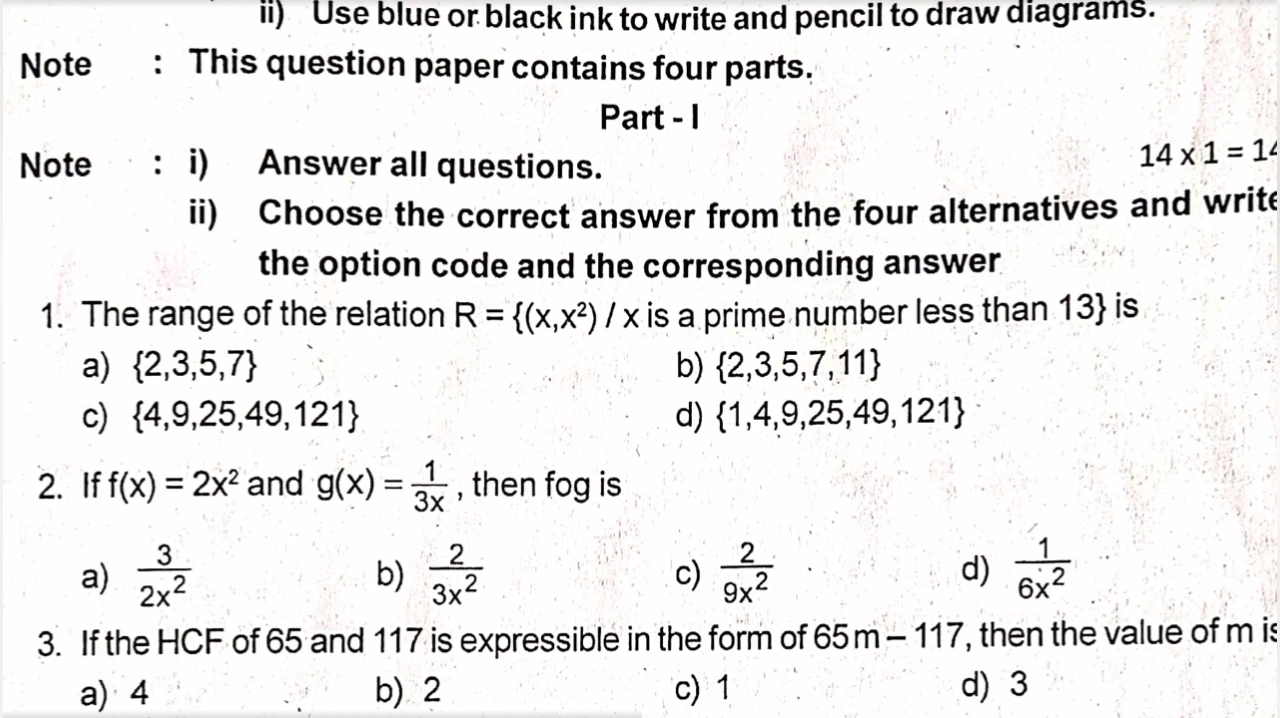 ii) Use blue or black ink to write and pencil to draw diagrams.
Note : This question paper contains four parts.
Part - I
Note : i) Answer all questions. 14 x 1 = 14
ii) Choose the correct answer from the four alternatives and write
the option code and the corresponding answer
1. The range of the relation R = {(x,x²) / x is a prime number less than 13} is
a) {2,3,5,7} b) {2,3,5,7,11}
c) {4,9,25,49,121} d) {1,4,9,25,49,121}
2. If f(x) = 2x² and g(x) = 1/3x , then fog is
a) 3/2x² b) 2/3x² c) 2/9x² d) 1/6x²
3. If the HCF of 65 and 117 is expressible in the form of 65m – 117, then the value of m is
a) 4 b) 2 c) 1 d) 3